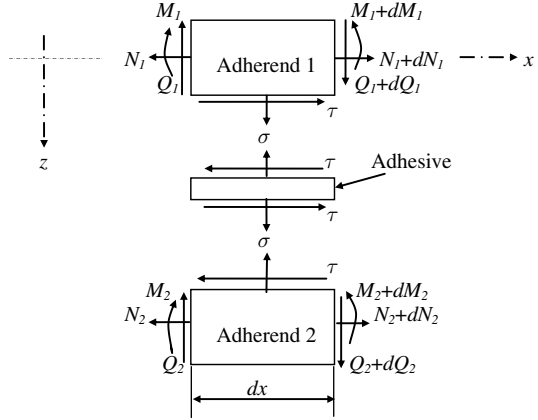 M₁ M₁+dM₁
N₁ Adherend 1 N₁+dN₁ x
Q₁ Q₁+dQ₁
τ
σ
z
τ
Adhesive
τ
σ
τ
M₂ M₂+dM₂
N₂ Adherend 2 N₂+dN₂
Q₂ Q₂+dQ₂
dx